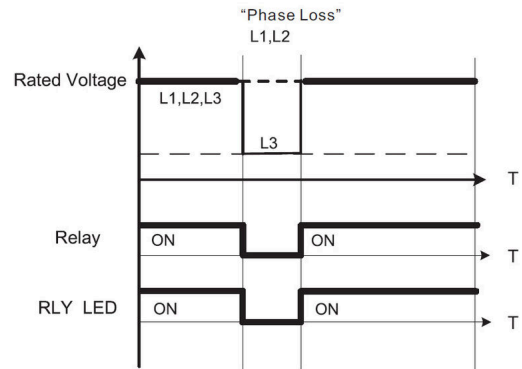 “Phase Loss”
L1,L2
Rated Voltage
L1,L2,L3
L3
T
Relay
ON
ON
T
RLY LED
ON
ON
T